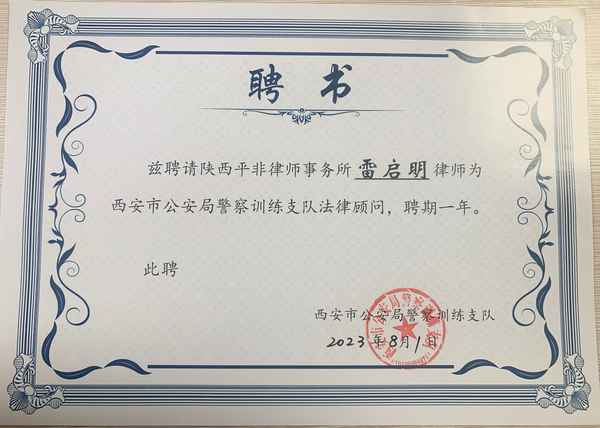 聘书
兹聘请陕西平非律师事务所雷启明律师为
西安市公安局警察训练支队法律顾问，聘期一年。
此聘
西安市公安局警察训练支队
2023年8月1日